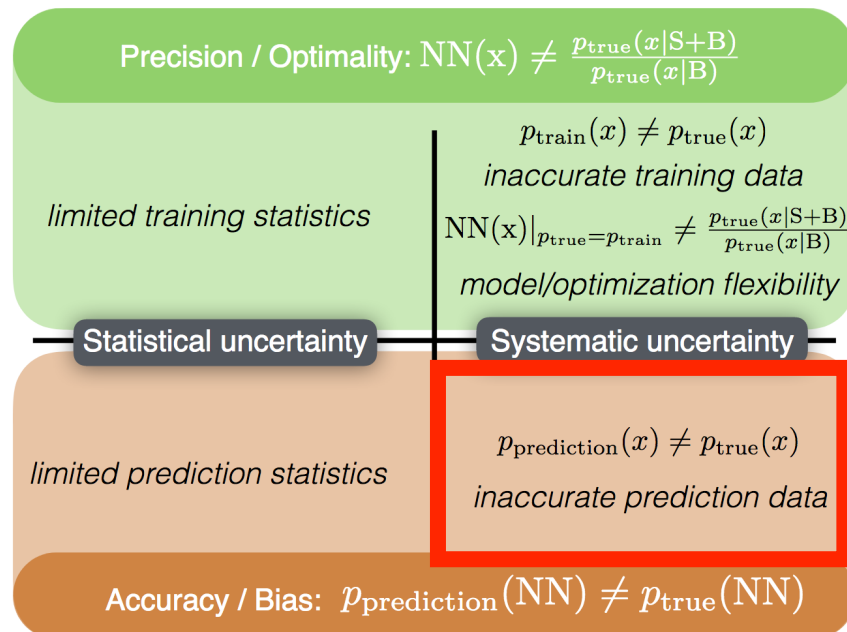 Precision / Optimality: NN(x) ≠ p_true(x|S+B) / p_true(x|B)
limited training statistics
p_train(x) ≠ p_true(x)
inaccurate training data
NN(x)|_{p_true=p_train} ≠ p_true(x|S+B) / p_true(x|B)
model/optimization flexibility
Statistical uncertainty
Systematic uncertainty
limited prediction statistics
p_prediction(x) ≠ p_true(x)
inaccurate prediction data
Accuracy / Bias: p_prediction(NN) ≠ p_true(NN)